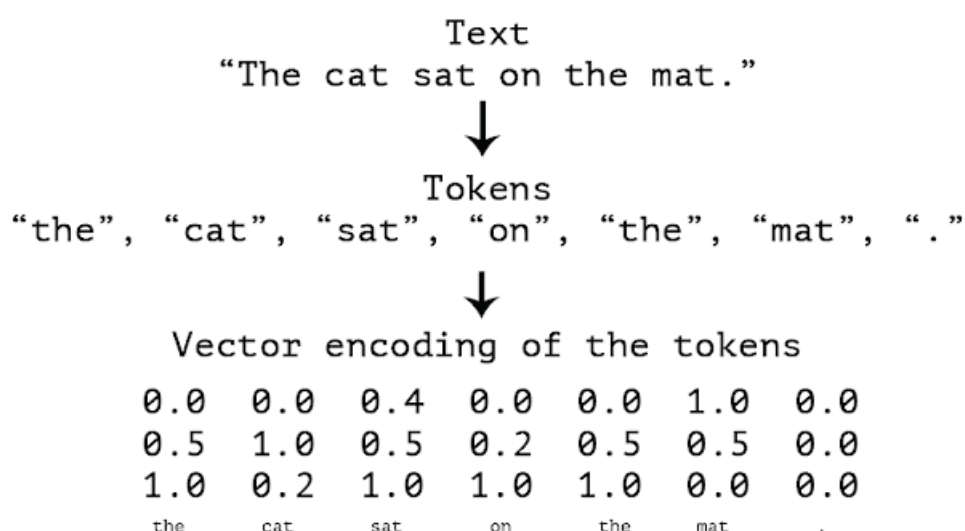 Text
“The cat sat on the mat.”
Tokens
“the”, “cat”, “sat”, “on”, “the”, “mat”, “.”
Vector encoding of the tokens
0.0 0.0 0.4 0.0 0.0 1.0 0.0
0.5 1.0 0.5 0.2 0.5 0.5 0.0
1.0 0.2 1.0 1.0 1.0 0.0 0.0
the cat sat on the mat .